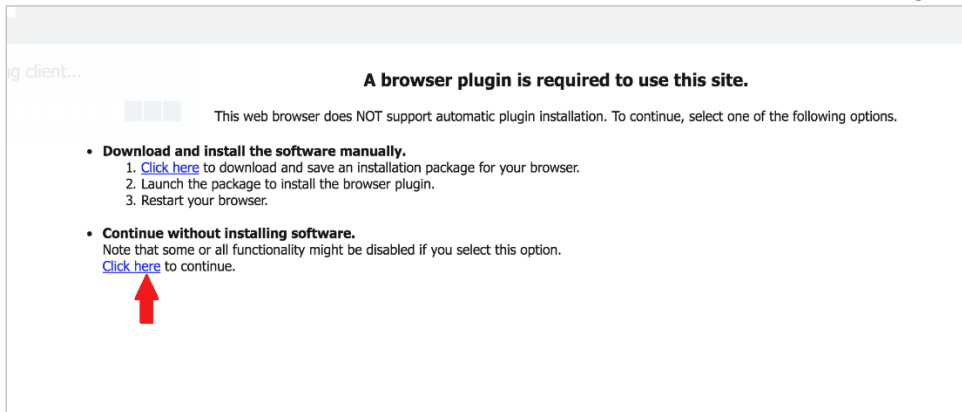 ng client...
A browser plugin is required to use this site.
This web browser does NOT support automatic plugin installation. To continue, select one of the following options.
• Download and install the software manually.
1. Click here to download and save an installation package for your browser.
2. Launch the package to install the browser plugin.
3. Restart your browser.
• Continue without installing software.
Note that some or all functionality might be disabled if you select this option.
Click here to continue.